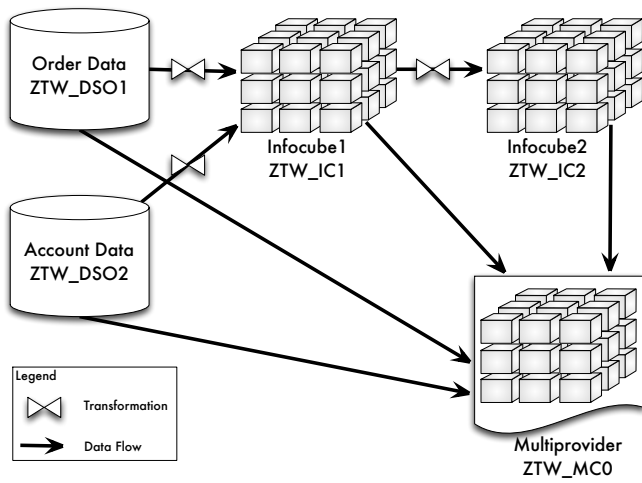 Order Data
ZTW_DSO1
Infocube1
ZTW_IC1
Infocube2
ZTW_IC2
Account Data
ZTW_DSO2
Legend
Transformation
Data Flow
Multiprovider
ZTW_MC0